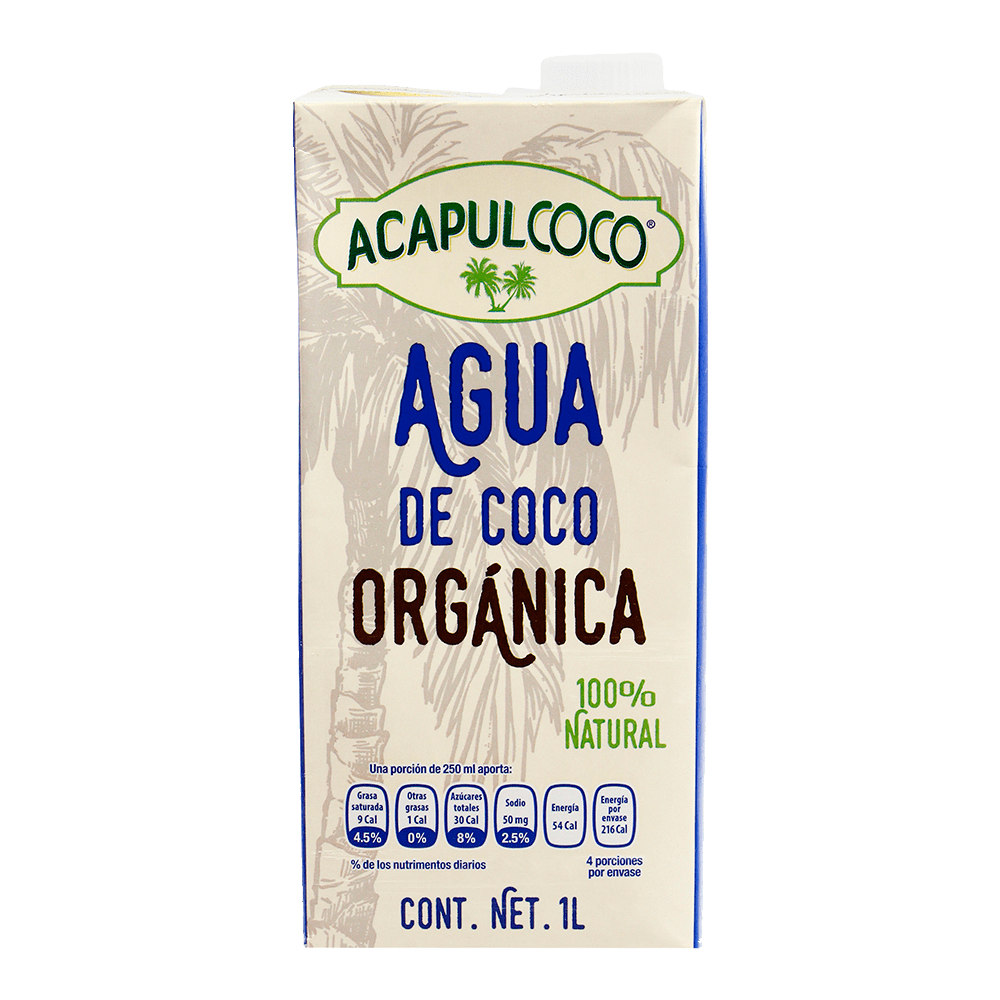 ACAPULCOCO®
AGUA
DE COCO
ORGÁNICA
100%
NATURAL
Una porción de 250 ml aporta:
Grasa saturada 9 Cal 4.5%
Otras grasas 1 Cal 0%
Azúcares totales 30 Cal 8%
Sodio 50 mg 2.5%
Energía 54 Cal
Energía por envase 216 Cal
% de los nutrimentos diarios
4 porciones
por envase
CONT. NET. 1L